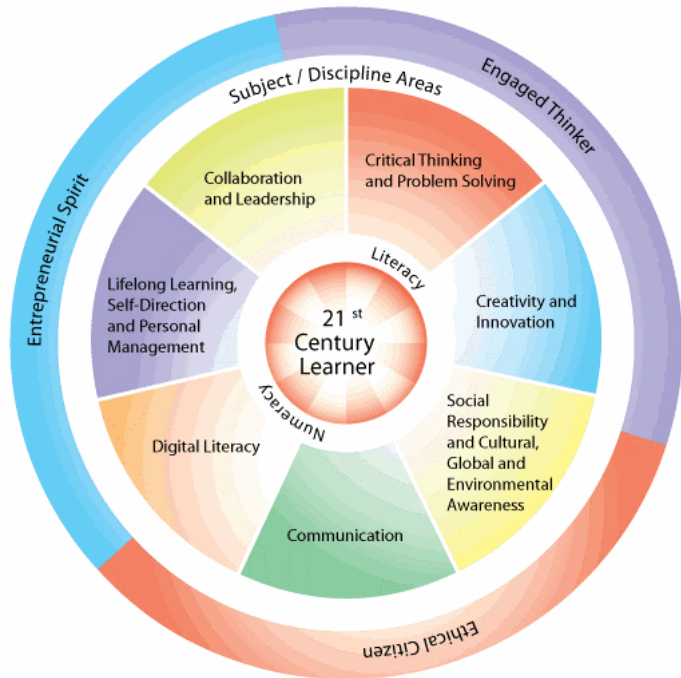 Engaged Thinker
Subject / Discipline Areas
Entrepreneurial Spirit
Collaboration
and Leadership
Critical Thinking
and Problem Solving
Literacy
Lifelong Learning,
Self-Direction
and Personal
Management
21 st
Century
Learner
Creativity and
Innovation
Numeracy
Digital Literacy
Social
Responsibility
and Cultural,
Global and
Environmental
Awareness
Communication
Ethical Citizen